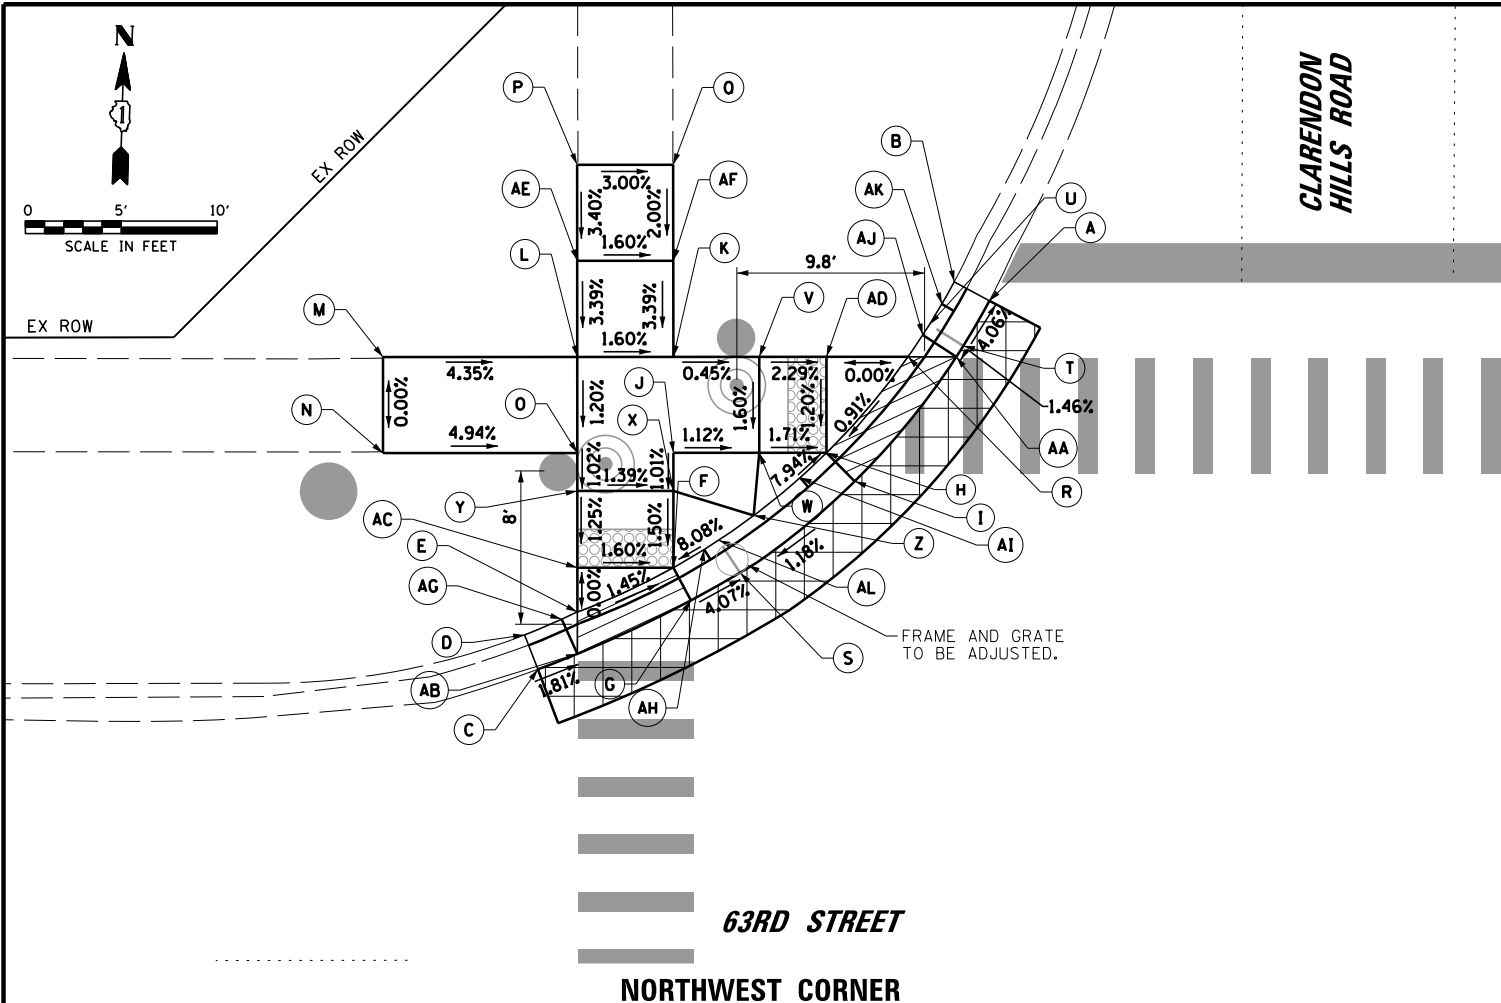 N
1
0 5' 10'
SCALE IN FEET
EX ROW
EX ROW
CLARENDON
HILLS ROAD
P
Q
B
AE
AF
AK
U
3.00%
3.40%
2.00%
1.60%
A
AJ
L
K
9.8'
M
3.39%
3.39%
1.60%
V
AD
4.06%
4.35%
0.45%
2.29%
0.00%
T
0.00%
J
1.20%
1.60%
1.20%
0.91%
1.46%
N
O
X
4.94%
1.12%
1.71%
AA
1.02%
1.39%
1.01%
7.94%
F
H
R
Y
W
I
8'
AC
1.25%
1.50%
8.08%
Z
AI
E
1.60%
1.18%
AG
0.00%
1.45%
AL
4.07%
D
FRAME AND GRATE
TO BE ADJUSTED.
S
AB
1.81%
G
AH
C
63RD STREET
NORTHWEST CORNER